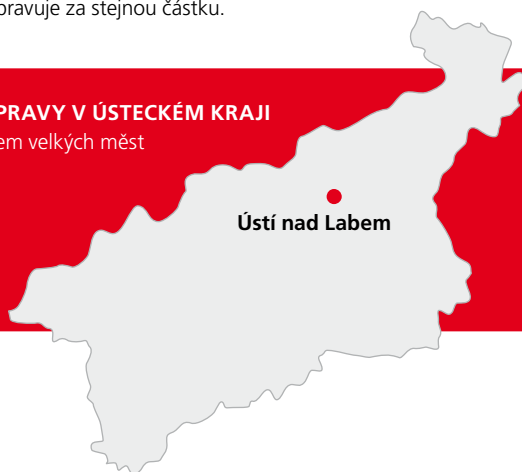 pravuje za stejnou částku.
PRAVY V ÚSTECKÉM KRAJI
em velkých měst
Ústí nad Labem